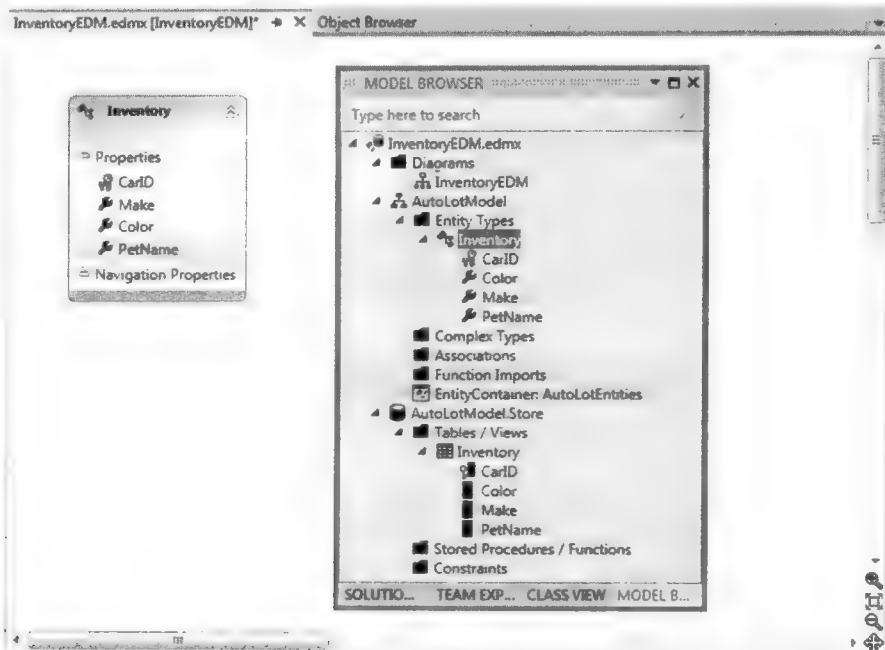 InventoryEDM.edmx [InventoryEDM]* Object Browser
Inventory
Properties
CarID
Make
Color
PetName
Navigation Properties
MODEL BROWSER
Type here to search
InventoryEDM.edmx
Diagrams
InventoryEDM
AutoLotModel
Entity Types
Inventory
CarID
Color
Make
PetName
Complex Types
Associations
Function Imports
EntityContainer: AutoLotEntities
AutoLotModel.Store
Tables / Views
Inventory
CarID
Color
Make
PetName
Stored Procedures / Functions
Constraints
SOLUTIO... TEAM EXP... CLASS VIEW MODEL B...